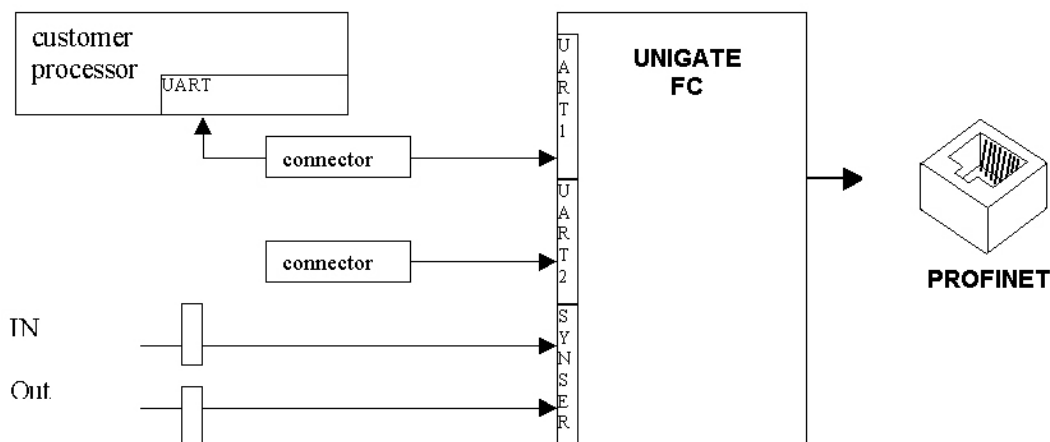 customer
processor
UART
UART1
UNIGATE
FC
connector
UART2
connector
PROFINET
IN
SYNSER
Out